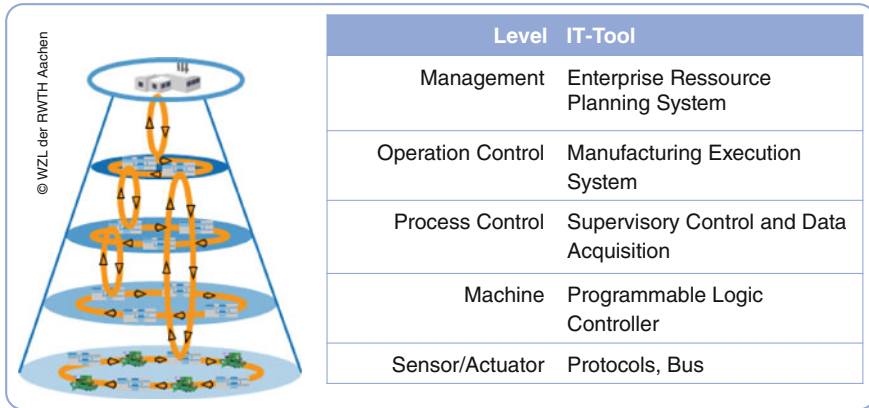 © WZL der RWTH Aachen
Level IT-Tool
Management Enterprise Ressource
Planning System
Operation Control Manufacturing Execution
System
Process Control Supervisory Control and Data
Acquisition
Machine Programmable Logic
Controller
Sensor/Actuator Protocols, Bus